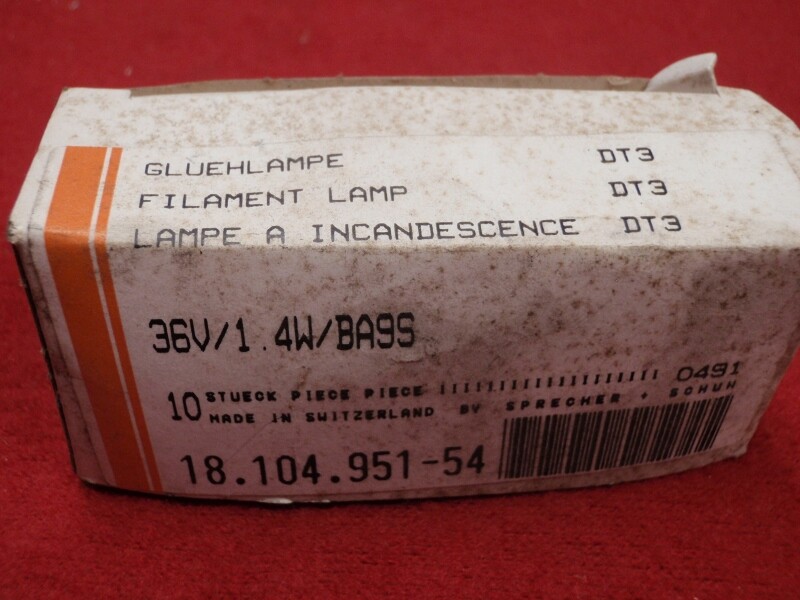 GLUEHLAMPE DT3
FILAMENT LAMP DT3
LAMPE A INCANDESCENCE DT3
36V/1.4W/BA9S
10 STUECK PIECE PIECE IIIIIIIIIIIIIIIIIII 0491
MADE IN SWITZERLAND BY SPRECHER + SCHUH
18.104.951-54